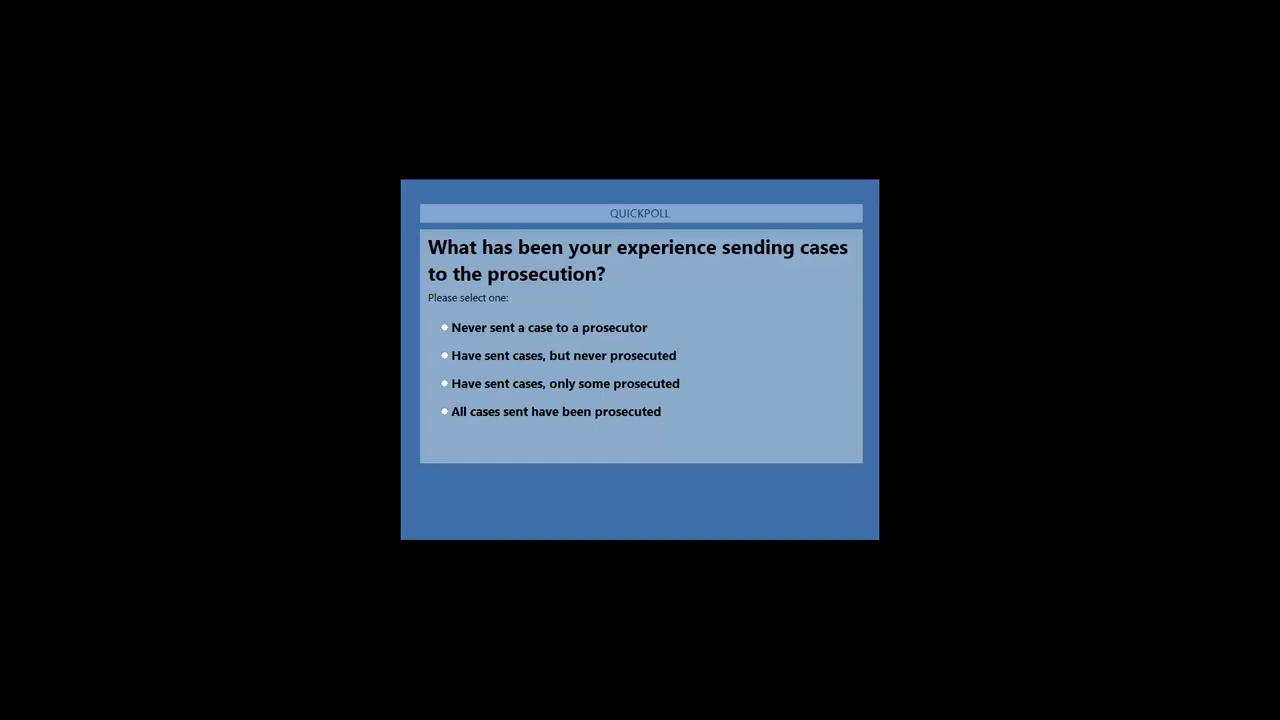 QUICKPOLL
What has been your experience sending cases
to the prosecution?
Please select one:
Never sent a case to a prosecutor
Have sent cases, but never prosecuted
Have sent cases, only some prosecuted
All cases sent have been prosecuted